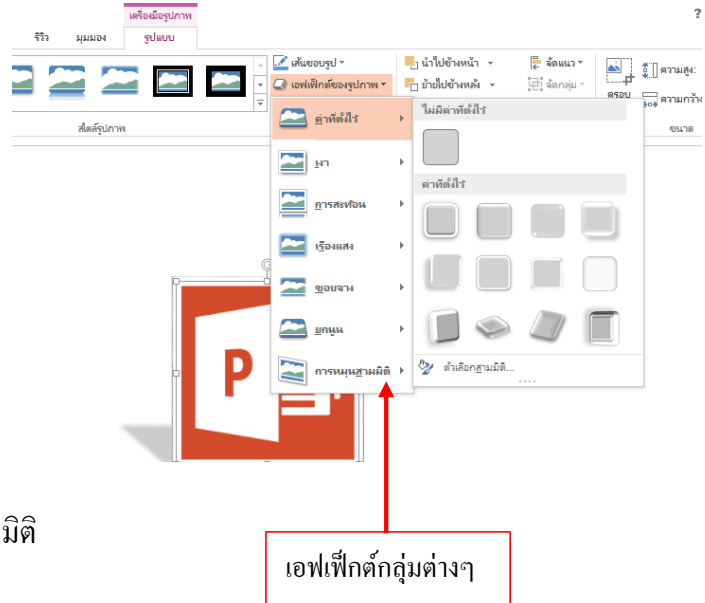 เครื่องมือรูปภาพ
?
รีวิว มุมมอง รูปแบบ
เส้นขอบรูป
นำไปข้างหน้า
จัดแนว
ความสูง:
เอฟเฟ็กต์ของรูปภาพ
ย้ายไปข้างหลัง
จัดกลุ่ม
ครอบ
ความกว้าง
สไตล์รูปภาพ
ขนาด
ค่าที่ตั้งไว้
เงา
การสะท้อน
เรืองแสง
ขอบจาง
ยกนูน
การหมุนสามมิติ
ไม่มีค่าที่ตั้งไว้
ค่าที่ตั้งไว้
ตัวเลือกสามมิติ...
P
มิติ
เอฟเฟ็กต์กลุ่มต่างๆ